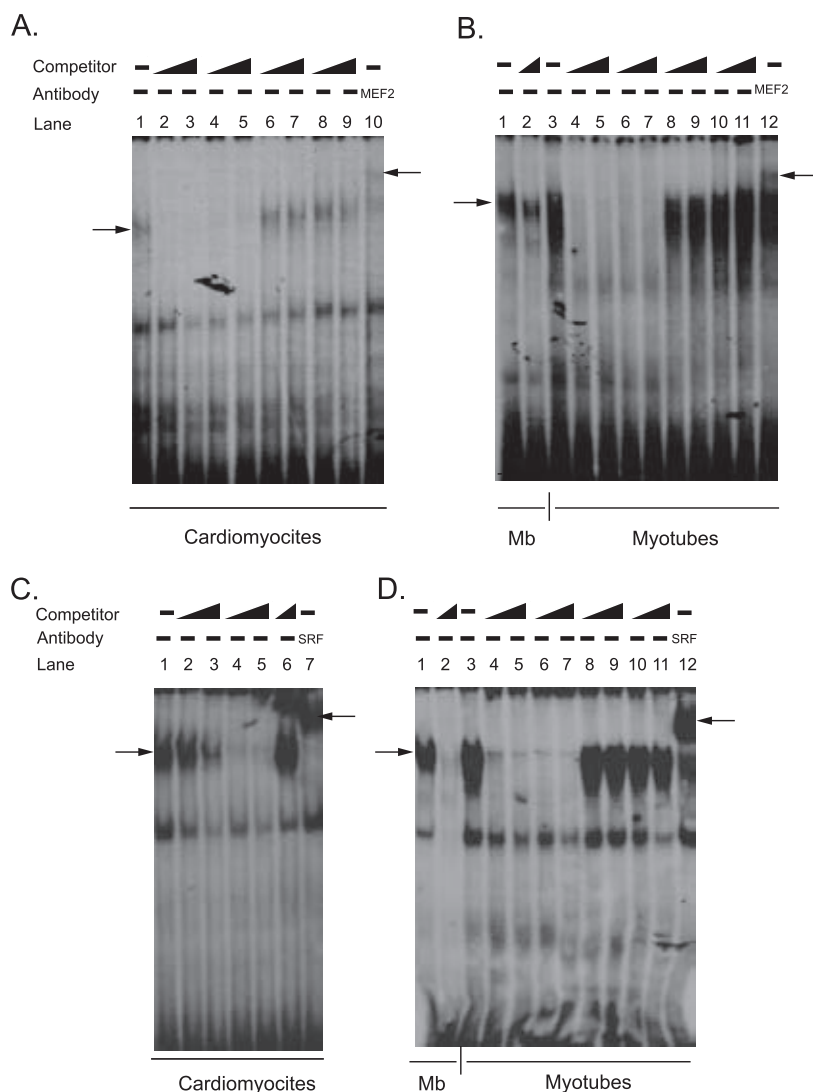 A.
Competitor
Antibody MEF2
Lane 1 2 3 4 5 6 7 8 9 10
Cardiomyocites
B.
MEF2
1 2 3 4 5 6 7 8 9 10 11 12
Mb Myotubes
C.
Competitor
Antibody SRF
Lane 1 2 3 4 5 6 7
Cardiomyocites
D.
SRF
1 2 3 4 5 6 7 8 9 10 11 12
Mb Myotubes